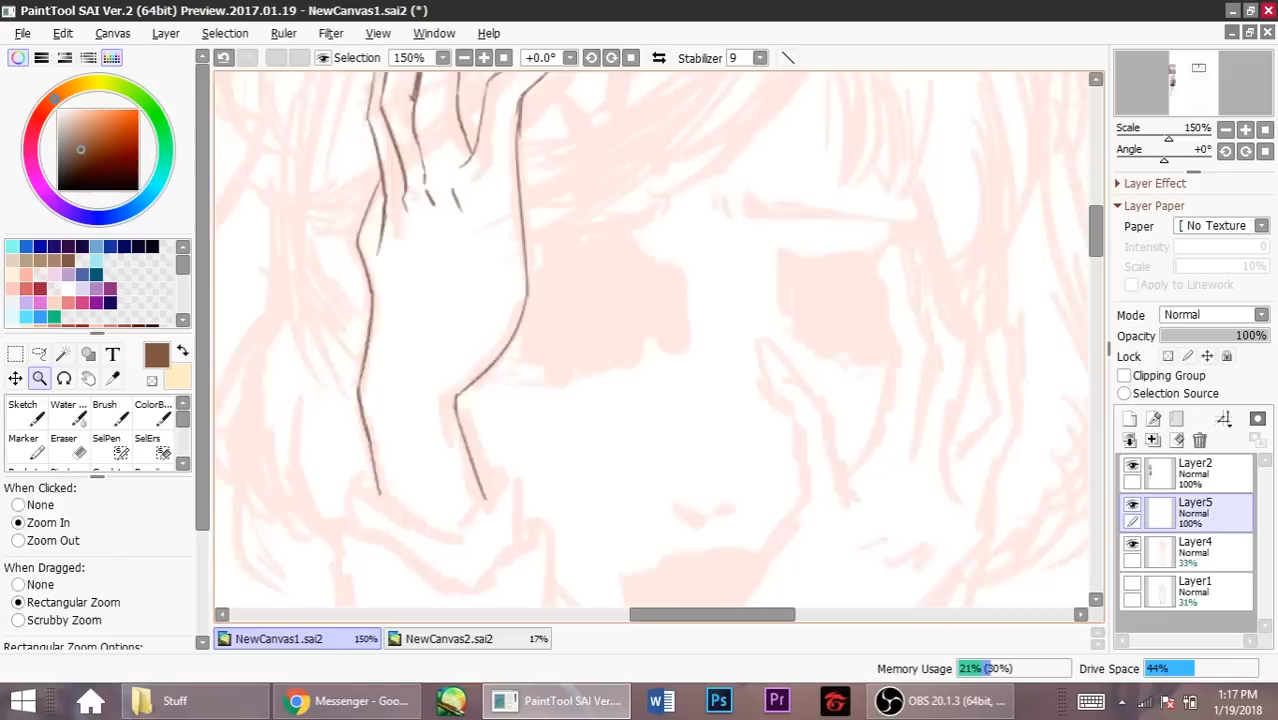 PaintTool SAI Ver.2 (64bit) Preview.2017.01.19 - NewCanvas1.sai2 (*)
File Edit Canvas Layer Selection Ruler Filter View Window Help
Selection 150% +0.0° Stabilizer 9
Scale 150%
Angle +0°
Layer Effect
Layer Paper
Paper [ No Texture
Intensity 0
Scale 10%
Apply to Linework
Mode Normal
Opacity 100%
Lock
Clipping Group
Selection Source
Layer2
Normal
100%
Layer5
Normal
100%
Layer4
Normal
33%
Layer1
Normal
31%
T
Sketch Water ... Brush ColorB...
Marker Eraser SelPen SelErs
When Clicked:
None
Zoom In
Zoom Out
When Dragged:
None
Rectangular Zoom
Scrubby Zoom
Rectangular Zoom Options:
NewCanvas1.sai2 150% NewCanvas2.sai2 17%
Memory Usage 21% (30%) Drive Space 44%
Stuff Messenger - Goo... PaintTool SAI Ver.... W Ps Pr OBS 20.1.3 (64bit, ... 1:17 PM
1/19/2018